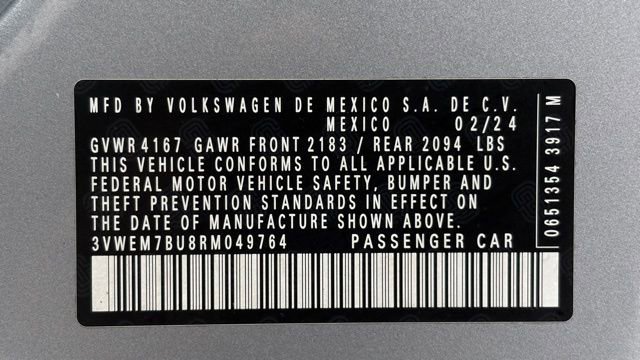 MFD BY VOLKSWAGEN DE MEXICO S.A. DE C.V.
MEXICO 02/24
GVWR 4167 GAWR FRONT 2183 / REAR 2094 LBS
THIS VEHICLE CONFORMS TO ALL APPLICABLE U.S.
FEDERAL MOTOR VEHICLE SAFETY, BUMPER AND
THEFT PREVENTION STANDARDS IN EFFECT ON
THE DATE OF MANUFACTURE SHOWN ABOVE.
3VWEM7BU8RM049764 PASSENGER CAR
0651354 3917 M